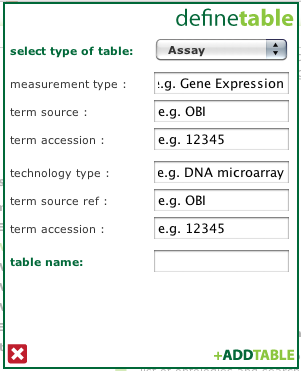 definetable
select type of table: Assay
measurement type : e.g. Gene Expression
term source : e.g. OBI
term accession : e.g. 12345
technology type : e.g. DNA microarray
term source ref : e.g. OBI
term accession : e.g. 12345
table name:
+ADDTABLE